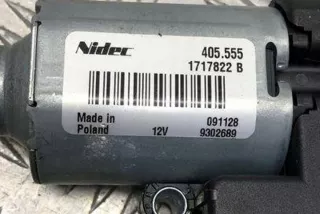 Nidec 405.555
1717822 B
Made in 091128
Poland 12V 9302689